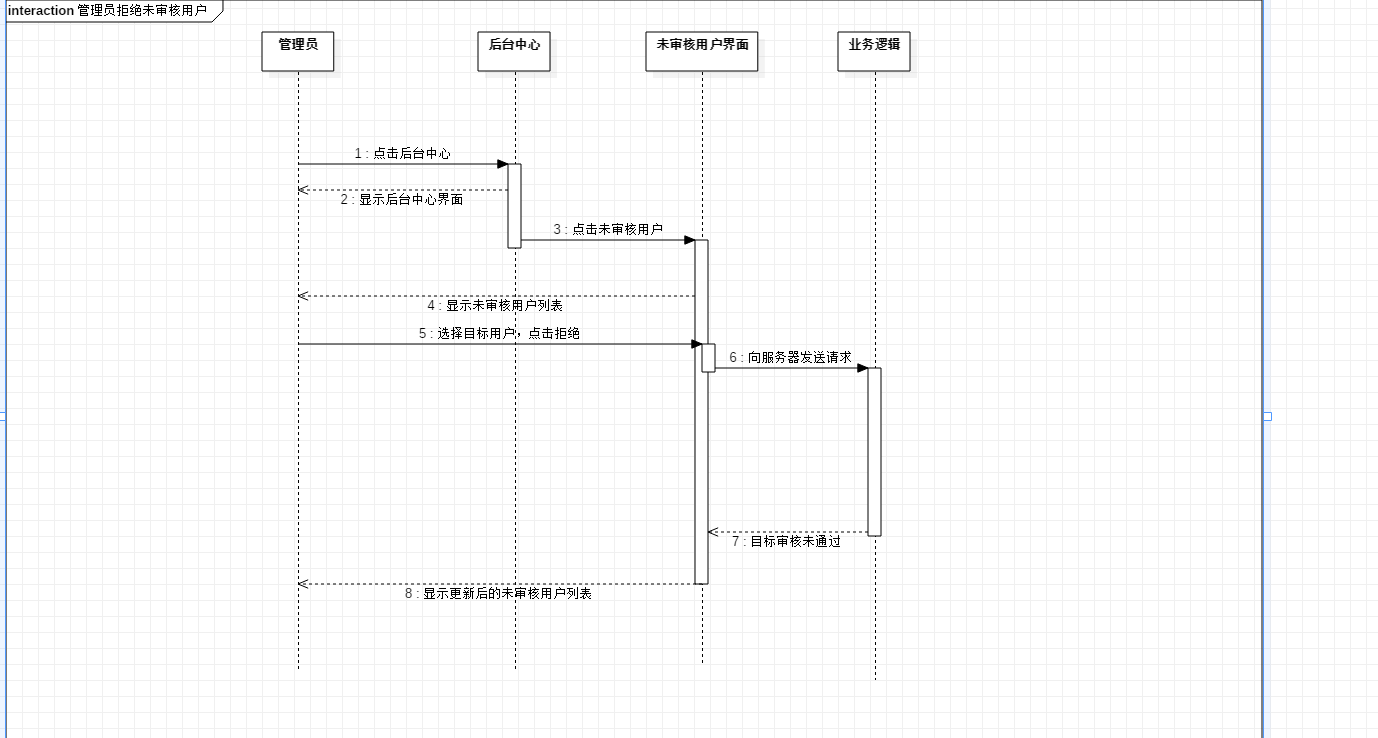 interaction 管理员拒绝未审核用户
管理员
后台中心
未审核用户界面
业务逻辑
1 : 点击后台中心
2 : 显示后台中心界面
3 : 点击未审核用户
4 : 显示未审核用户列表
5 : 选择目标用户，点击拒绝
6 : 向服务器发送请求
7 : 目标审核未通过
8 : 显示更新后的未审核用户列表